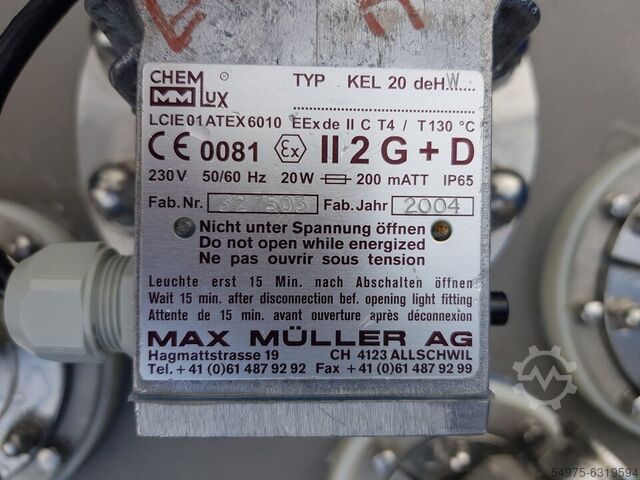 CHEM LUX
MM
TYP KEL 20 deH.W....
LCIE 01 ATEX 6010 EEx de II C T4 / T130 °C
CE 0081 Ex II 2 G + D
230 V 50/60 Hz 20W 200 mATT IP65
Fab. Nr. 327503 Fab. Jahr 2004
Nicht unter Spannung öffnen
Do not open while energized
Ne pas ouvrir sous tension
Leuchte erst 15 Min. nach Abschalten öffnen
Wait 15 min. after disconnection bef. opening light fitting
Attente de 15 min. avant ouverture après déconnexion
MAX MÜLLER AG
Hagmattstrasse 19 CH 4123 ALLSCHWIL
Tel. +41 (0)61 487 92 92 Fax +41 (0)61 487 92 99
54975-6319594